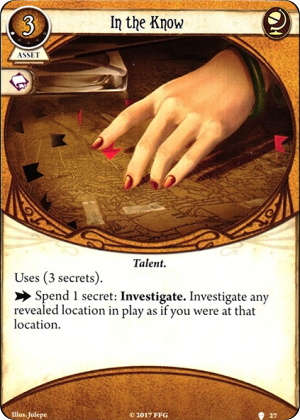 In the Know
3
ASSET
Talent.
Uses (3 secrets).
Spend 1 secret: Investigate. Investigate any
revealed location in play as if you were at that
location.
Illus. Julepe
© 2017 FFG
27